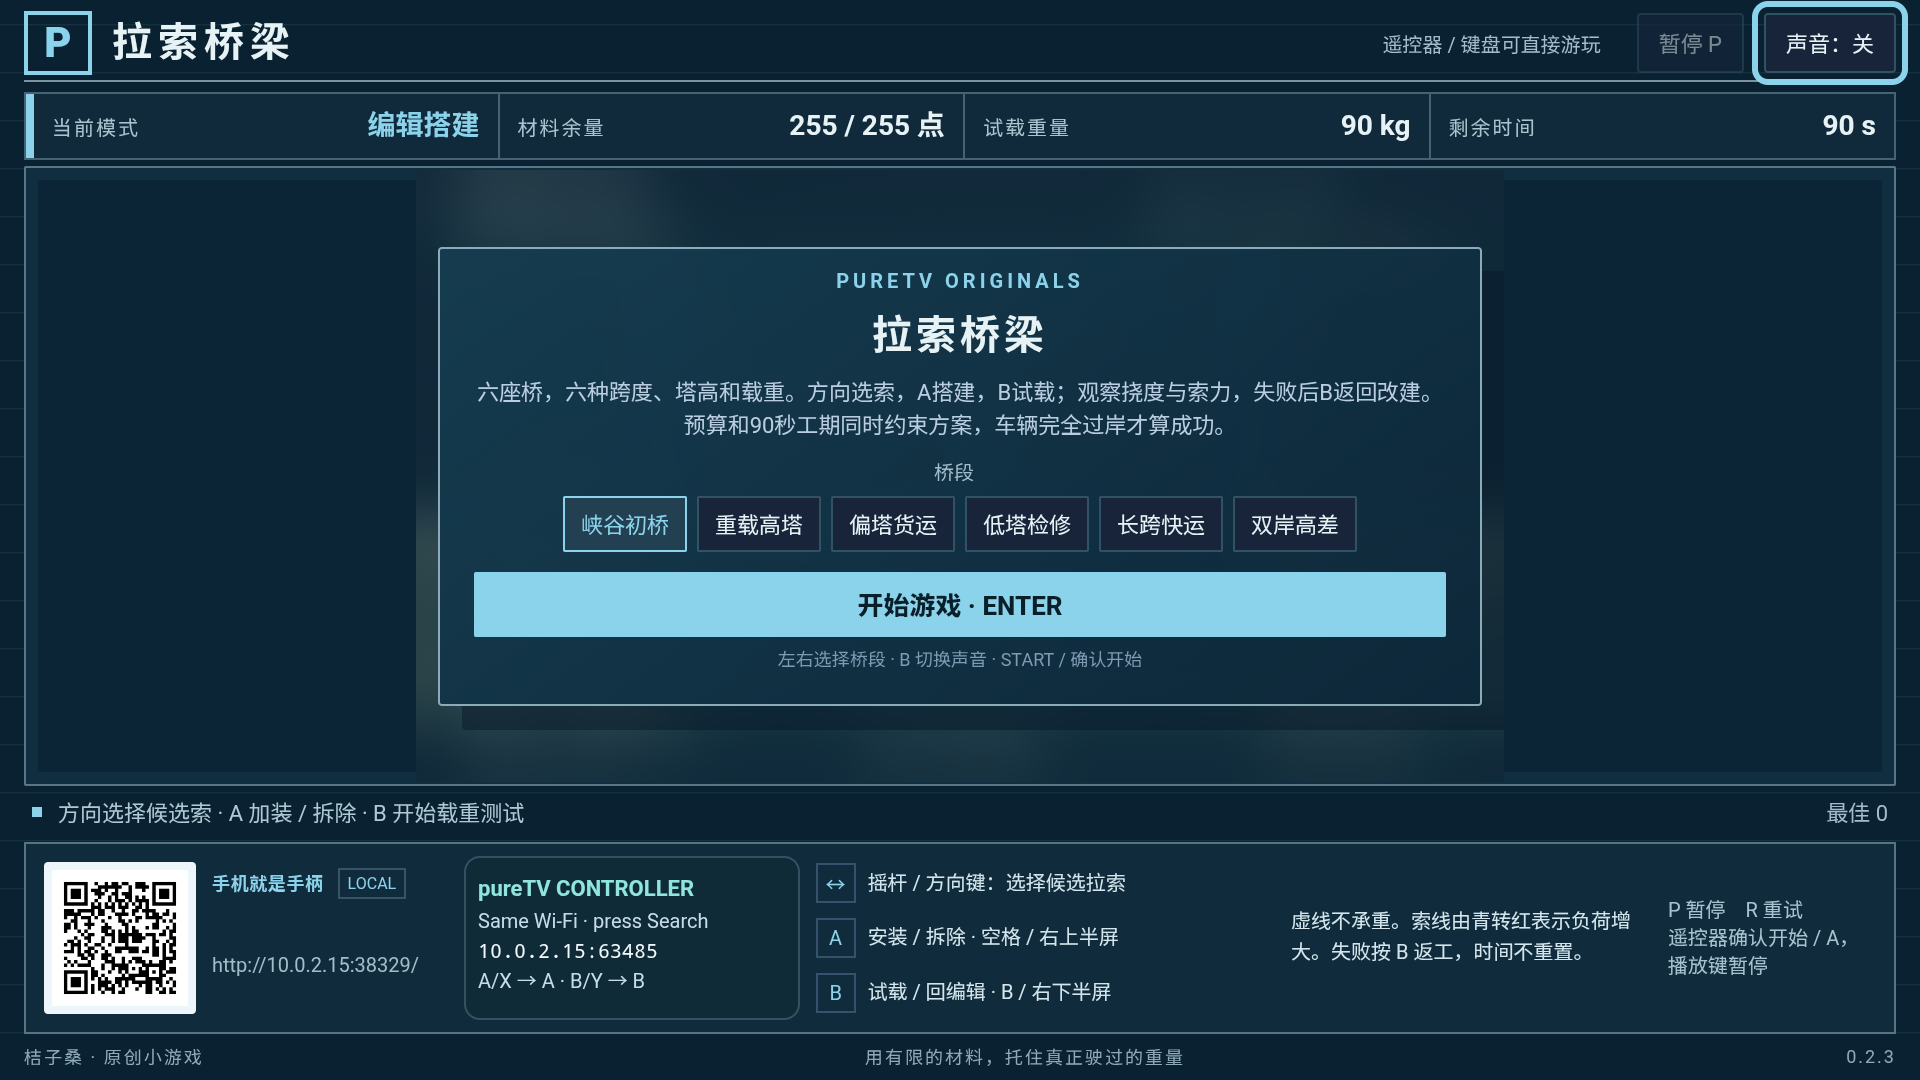 P
拉索桥梁
遥控器 / 键盘可直接游玩
暂停 P
声音：关
当前模式
编辑搭建
材料余量
255 / 255 点
试载重量
90 kg
剩余时间
90 s
PURETV ORIGINALS
拉索桥梁
六座桥，六种跨度、塔高和载重。方向选索，A搭建，B试载；观察挠度与索力，失败后B返回改建。
预算和90秒工期同时约束方案，车辆完全过岸才算成功。
桥段
峡谷初桥
重载高塔
偏塔货运
低塔检修
长跨快运
双岸高差
开始游戏 · ENTER
左右选择桥段 · B 切换声音 · START / 确认开始
方向选择候选索 · A 加装 / 拆除 · B 开始载重测试
最佳 0
手机就是手柄
LOCAL
http://10.0.2.15:38329/
pureTV CONTROLLER
Same Wi-Fi · press Search
10.0.2.15:63485
A/X → A · B/Y → B
↔ 摇杆 / 方向键：选择候选拉索
A 安装 / 拆除 · 空格 / 右上半屏
B 试载 / 回编辑 · B / 右下半屏
虚线不承重。索线由青转红表示负荷增
大。失败按 B 返工，时间不重置。
P 暂停 R 重试
遥控器确认开始 / A，
播放键暂停
桔子桑 · 原创小游戏
用有限的材料，托住真正驶过的重量
0.2.3